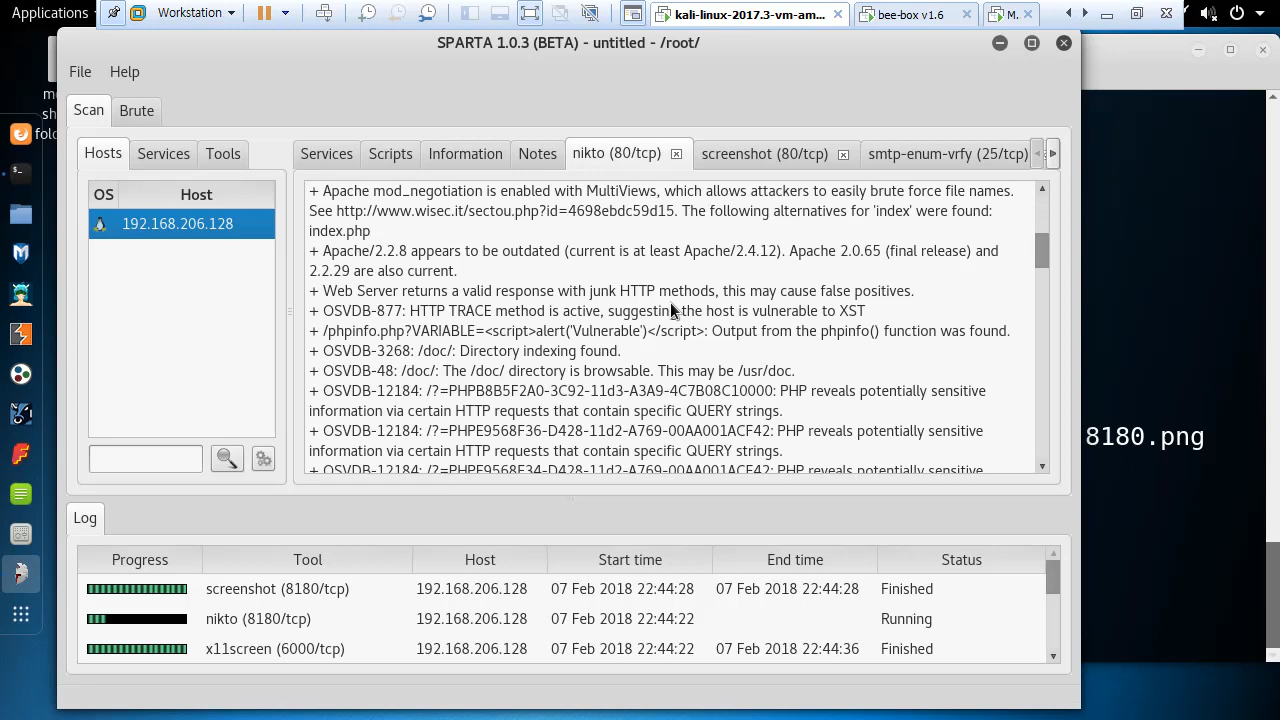 Applications
Workstation
kali-linux-2017.3-vm-am...
bee-box v1.6
M.
SPARTA 1.0.3 (BETA) - untitled - /root/
File Help
mu
sh
folo
Scan Brute
Hosts Services Tools
Services Scripts Information Notes nikto (80/tcp) screenshot (80/tcp) smtp-enum-vrfy (25/tcp)
OS Host
192.168.206.128
+ Apache mod_negotiation is enabled with MultiViews, which allows attackers to easily brute force file names.
See http://www.wisec.it/sectou.php?id=4698ebdc59d15. The following alternatives for 'index' were found:
index.php
+ Apache/2.2.8 appears to be outdated (current is at least Apache/2.4.12). Apache 2.0.65 (final release) and
2.2.29 are also current.
+ Web Server returns a valid response with junk HTTP methods, this may cause false positives.
+ OSVDB-877: HTTP TRACE method is active, suggesting the host is vulnerable to XST
+ /phpinfo.php?VARIABLE=<script>alert('Vulnerable')</script>: Output from the phpinfo() function was found.
+ OSVDB-3268: /doc/: Directory indexing found.
+ OSVDB-48: /doc/: The /doc/ directory is browsable. This may be /usr/doc.
+ OSVDB-12184: /?=PHPB8B5F2A0-3C92-11d3-A3A9-4C7B08C10000: PHP reveals potentially sensitive
information via certain HTTP requests that contain specific QUERY strings.
+ OSVDB-12184: /?=PHPE9568F36-D428-11d2-A769-00AA001ACF42: PHP reveals potentially sensitive
information via certain HTTP requests that contain specific QUERY strings.
+ OSVDB-12184: /?=PHPE9568F34-D428-11d2-A769-00AA001ACF42: PHP reveals potentially sensitive
8180.png
Log
Progress Tool Host Start time End time Status
screenshot (8180/tcp) 192.168.206.128 07 Feb 2018 22:44:28 07 Feb 2018 22:44:28 Finished
nikto (8180/tcp) 192.168.206.128 07 Feb 2018 22:44:22 Running
x11screen (6000/tcp) 192.168.206.128 07 Feb 2018 22:44:22 07 Feb 2018 22:44:36 Finished